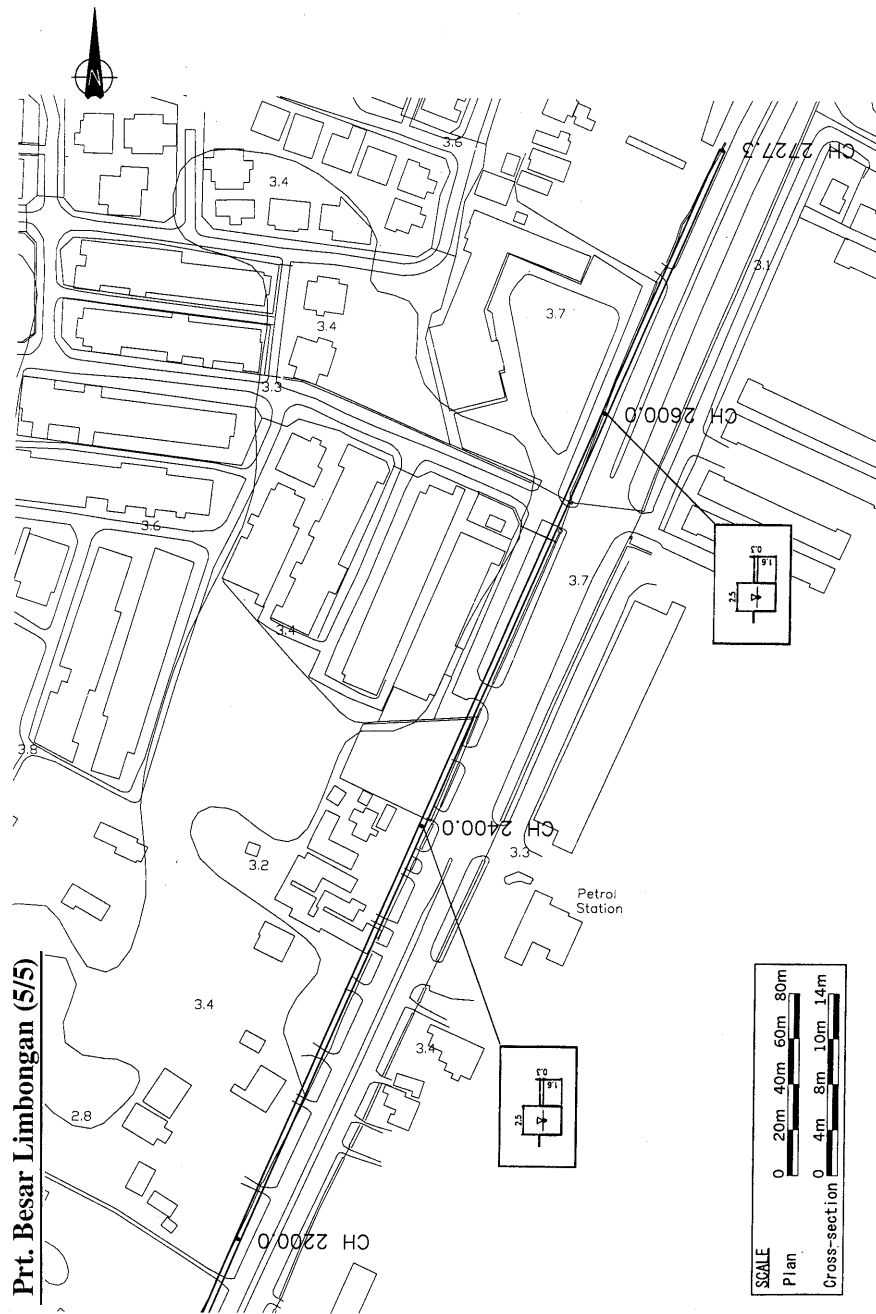 Prt. Besar Limbongan (5/5)
N
3.6
3.4
3.4
3.3
3.7
3.1
CH 2727.3
CH 2600.0
3.6
3.4
3.7
2.5
0.3
1.6
3.8
3.2
CH 2400.0
3.3
Petrol
Station
3.4
3.4
2.5
0.3
1.6
2.8
CH 2200.0
SCALE
Plan
0 20m 40m 60m 80m
Cross-section
0 4m 8m 10m 14m